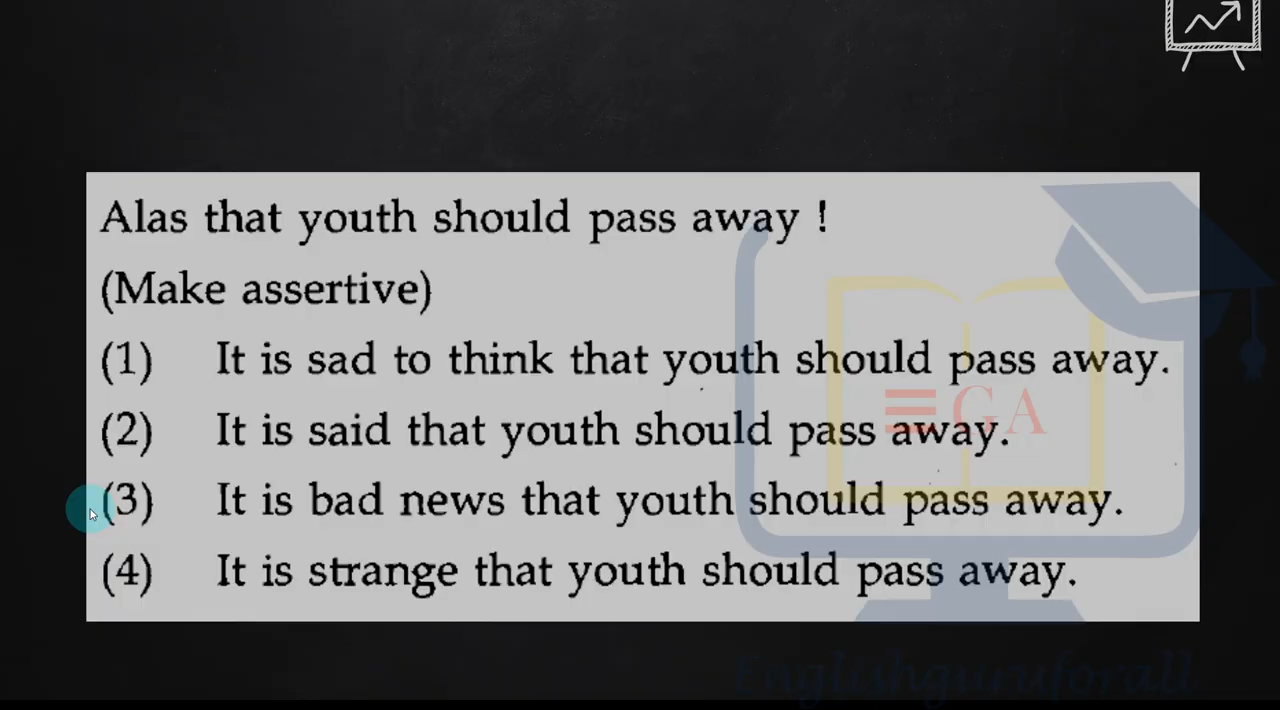 Alas that youth should pass away !
(Make assertive)
(1) It is sad to think that youth should pass away.
(2) It is said that youth should pass away.
(3) It is bad news that youth should pass away.
(4) It is strange that youth should pass away.
GA
Englishguruforall